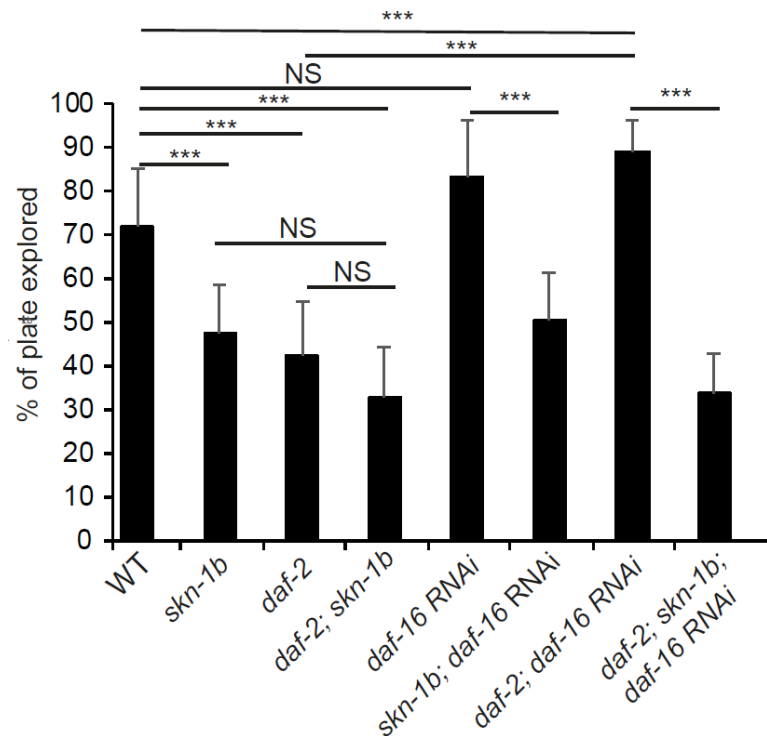 ***
***
NS
***
***
***
***
***
NS
NS
100
90
80
70
60
50
40
30
20
10
0
% of plate explored
WT
skn-1b
daf-2
daf-2; skn-1b
daf-16 RNAi
skn-1b; daf-16 RNAi
daf-2; daf-16 RNAi
daf-2; skn-1b;
daf-16 RNAi